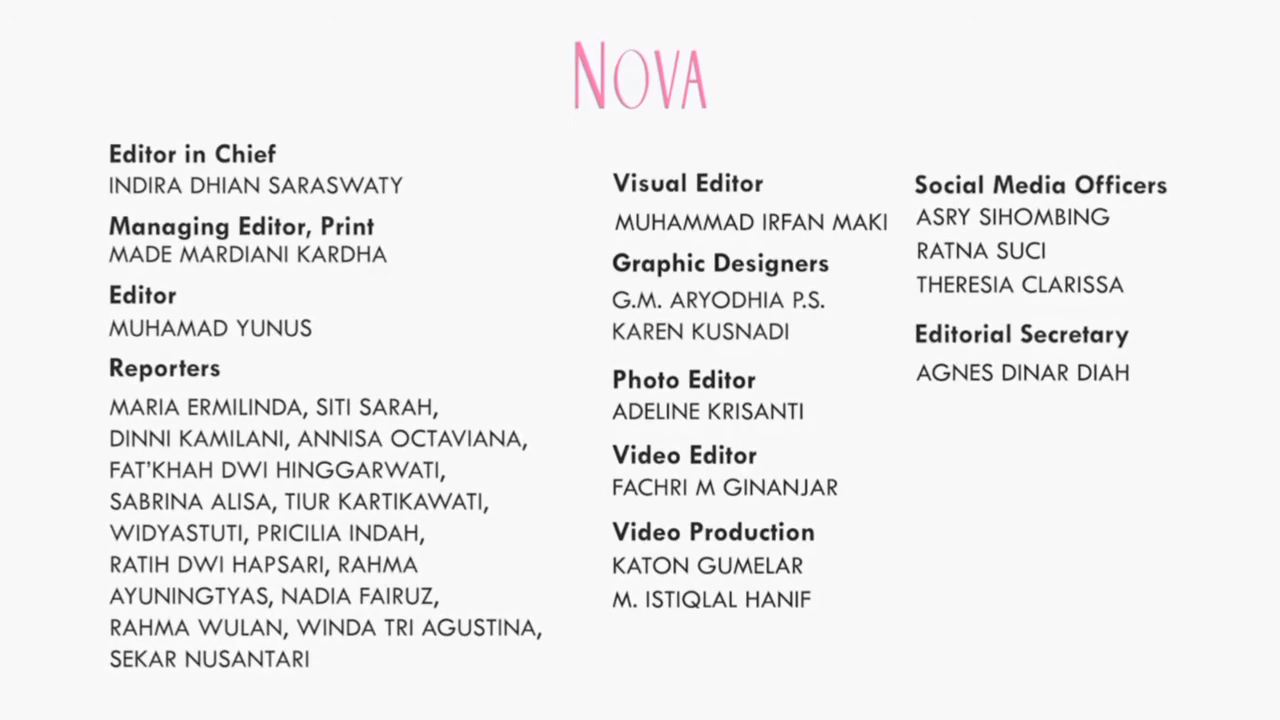 NOVA
Editor in Chief
INDIRA DHIAN SARASWATY
Managing Editor, Print
MADE MARDIANI KARDHA
Editor
MUHAMAD YUNUS
Reporters
MARIA ERMILINDA, SITI SARAH,
DINNI KAMILANI, ANNISA OCTAVIANA,
FAT'KHAH DWI HINGGARWATI,
SABRINA ALISA, TIUR KARTIKAWATI,
WIDYASTUTI, PRICILIA INDAH,
RATIH DWI HAPSARI, RAHMA
AYUNINGTYAS, NADIA FAIRUZ,
RAHMA WULAN, WINDA TRI AGUSTINA,
SEKAR NUSANTARI
Visual Editor
MUHAMMAD IRFAN MAKI
Graphic Designers
G.M. ARYODHIA P.S.
KAREN KUSNADI
Photo Editor
ADELINE KRISANTI
Video Editor
FACHRI M GINANJAR
Video Production
KATON GUMELAR
M. ISTIQLAL HANIF
Social Media Officers
ASRY SIHOMBING
RATNA SUCI
THERESIA CLARISSA
Editorial Secretary
AGNES DINAR DIAH